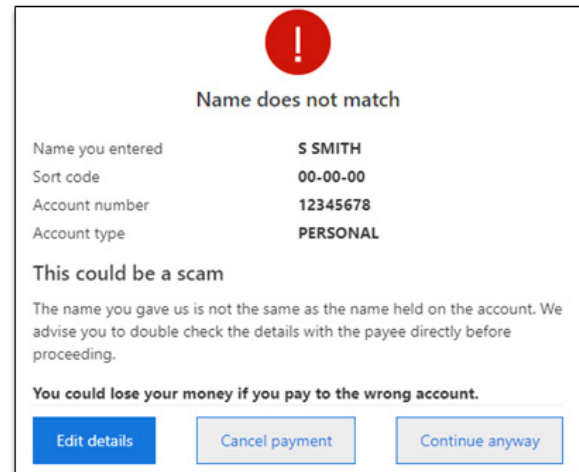 !
Name does not match
Name you entered S SMITH
Sort code 00-00-00
Account number 12345678
Account type PERSONAL
This could be a scam
The name you gave us is not the same as the name held on the account. We
advise you to double check the details with the payee directly before
proceeding.
You could lose your money if you pay to the wrong account.
Edit details Cancel payment Continue anyway